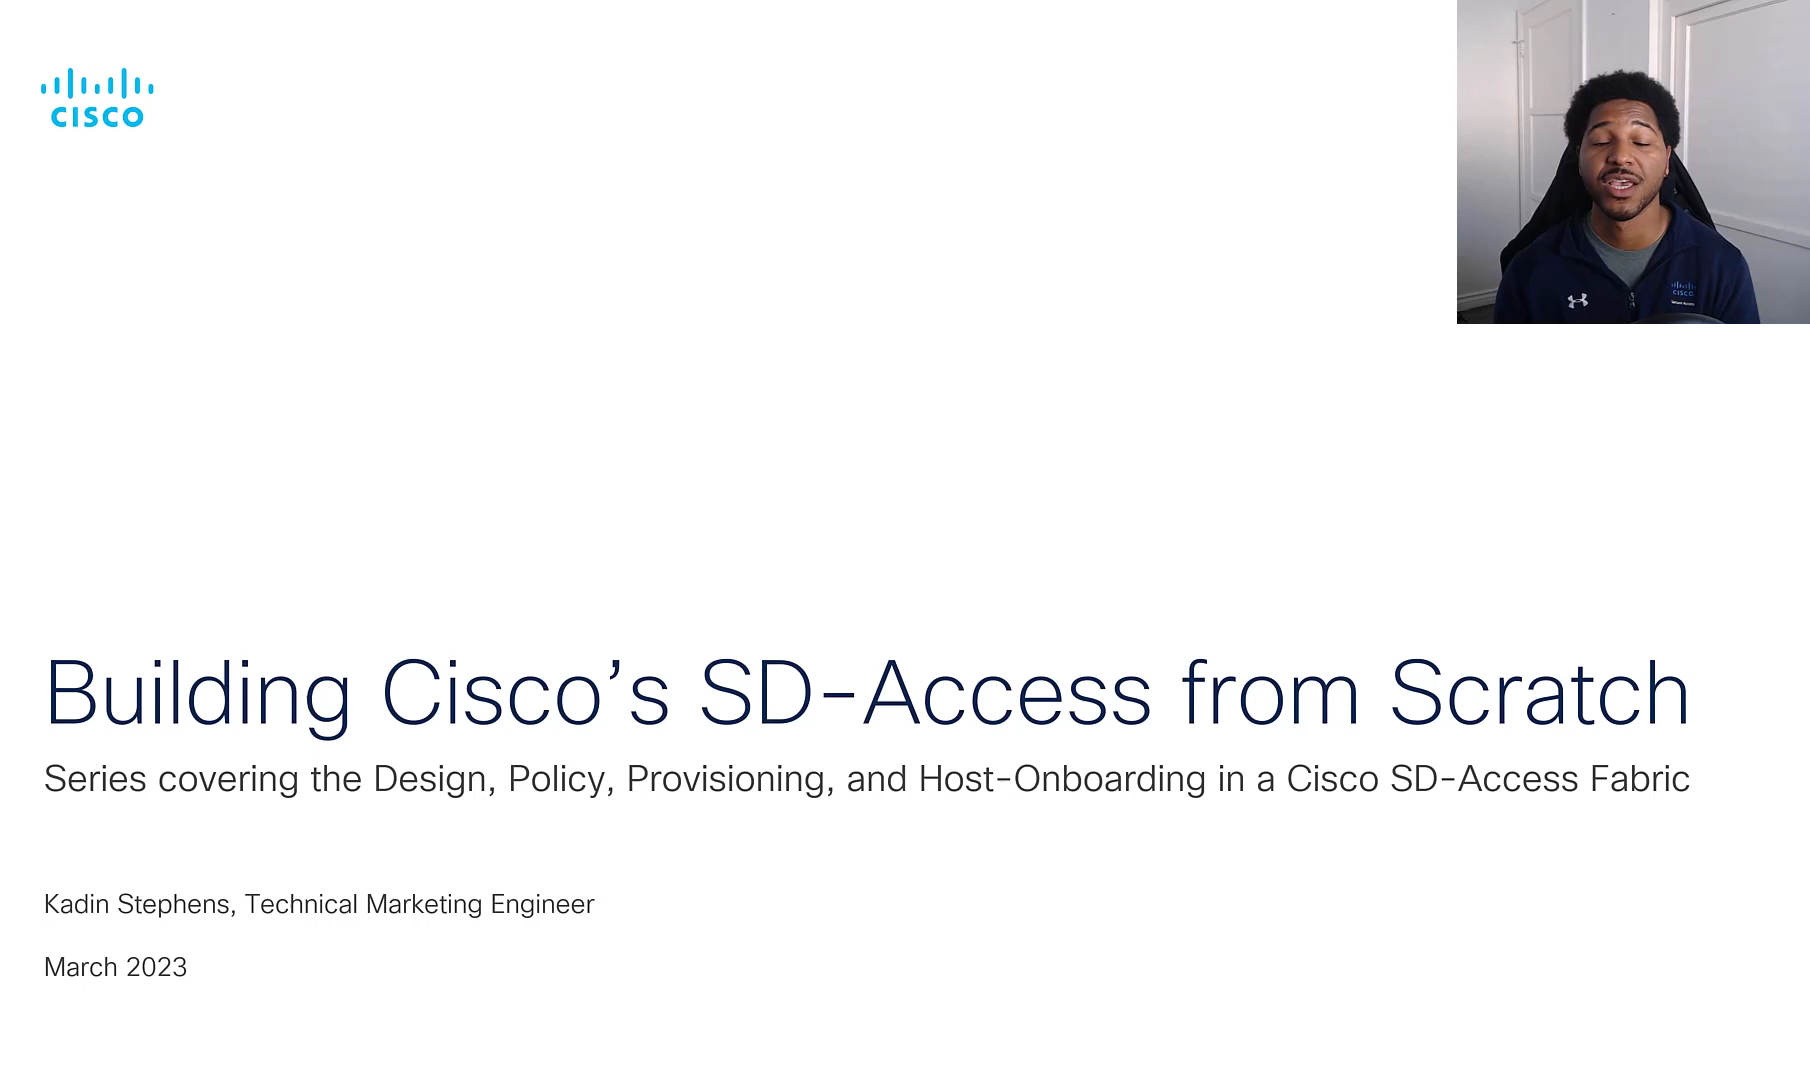 CISCO
CISCO
Building Cisco’s SD-Access from Scratch
Series covering the Design, Policy, Provisioning, and Host-Onboarding in a Cisco SD-Access Fabric
Kadin Stephens, Technical Marketing Engineer
March 2023